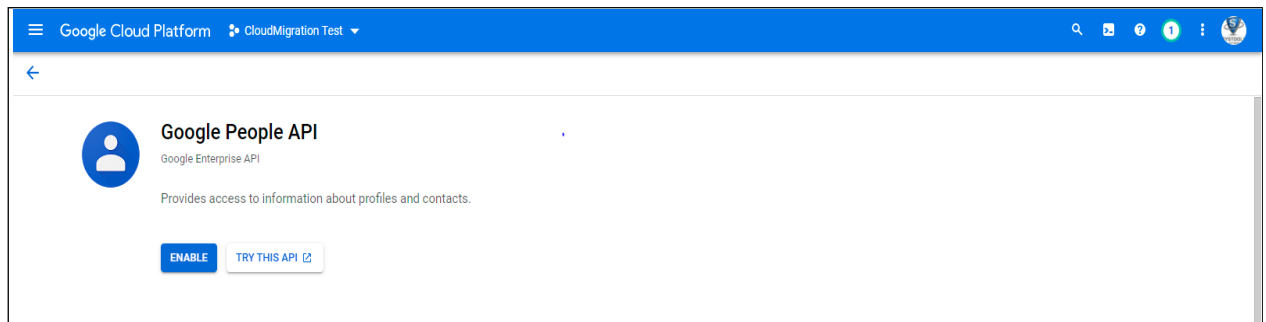 Google Cloud Platform CloudMigration Test
1
Google People API
Google Enterprise API
Provides access to information about profiles and contacts.
ENABLE TRY THIS API